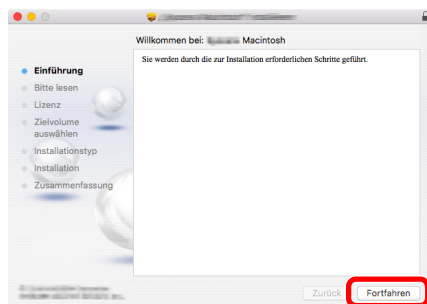 Willkommen bei: Macintosh
Sie werden durch die zur Installation erforderlichen Schritte geführt.
Einführung
Bitte lesen
Lizenz
Zielvolume
auswählen
Installationstyp
Installation
Zusammenfassung
Zurück
Fortfahren